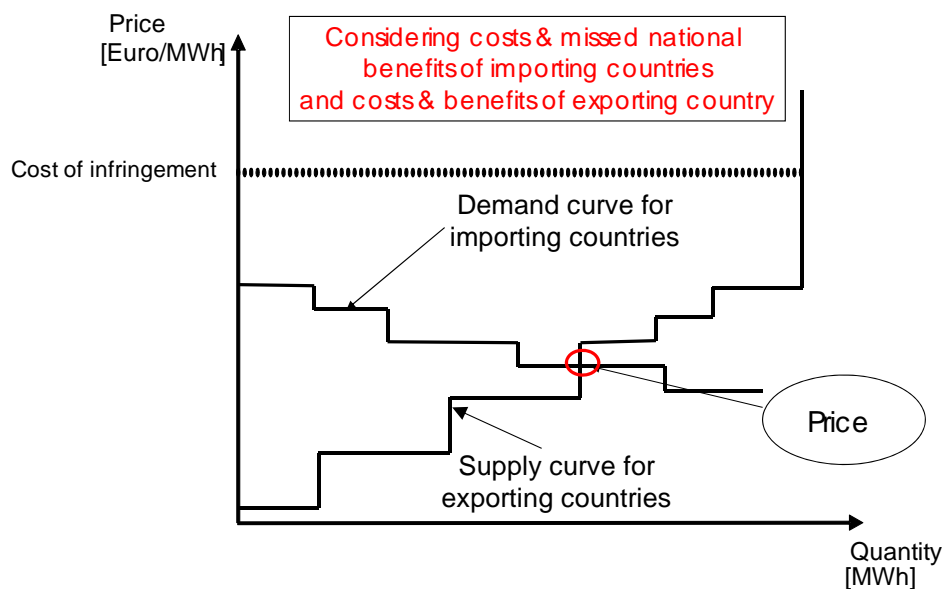 Price
[Euro/MWh]
Considering costs & missed national
benefits of importing countries
and costs & benefits of exporting country
Cost of infringement
Demand curve for
importing countries
Price
Supply curve for
exporting countries
Quantity
[MWh]